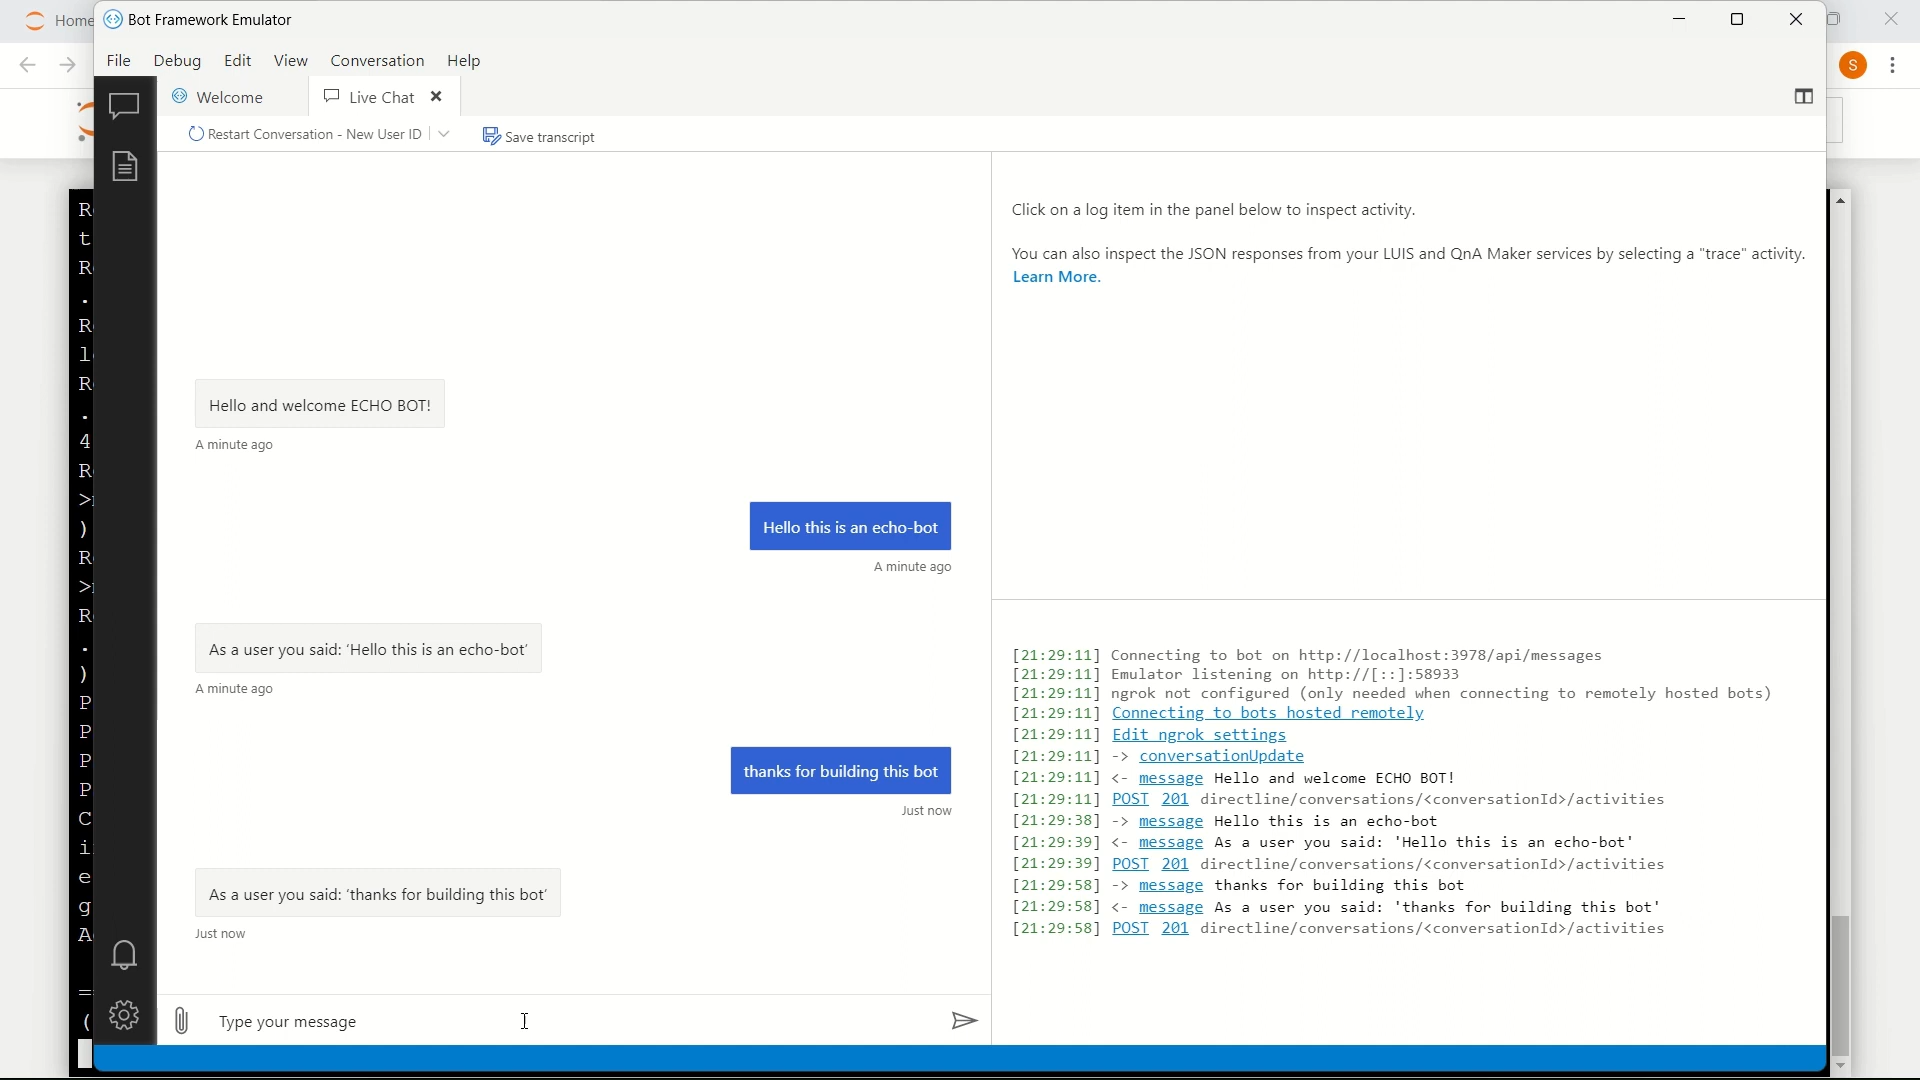 Home
Bot Framework Emulator
File Debug Edit View Conversation Help
S
Welcome
Live Chat
Restart Conversation - New User ID
Save transcript
Hello and welcome ECHO BOT!
A minute ago
Hello this is an echo-bot
A minute ago
As a user you said: 'Hello this is an echo-bot'
A minute ago
thanks for building this bot
Just now
As a user you said: 'thanks for building this bot'
Just now
Type your message
Click on a log item in the panel below to inspect activity.
You can also inspect the JSON responses from your LUIS and QnA Maker services by selecting a "trace" activity.
Learn More.
[21:29:11] Connecting to bot on http://localhost:3978/api/messages
[21:29:11] Emulator listening on http://[::]:58933
[21:29:11] ngrok not configured (only needed when connecting to remotely hosted bots)
[21:29:11] Connecting to bots hosted remotely
[21:29:11] Edit ngrok settings
[21:29:11] -> conversationUpdate
[21:29:11] <- message Hello and welcome ECHO BOT!
[21:29:11] POST 201 directline/conversations/<conversationId>/activities
[21:29:38] -> message Hello this is an echo-bot
[21:29:39] <- message As a user you said: 'Hello this is an echo-bot'
[21:29:39] POST 201 directline/conversations/<conversationId>/activities
[21:29:58] -> message thanks for building this bot
[21:29:58] <- message As a user you said: 'thanks for building this bot'
[21:29:58] POST 201 directline/conversations/<conversationId>/activities